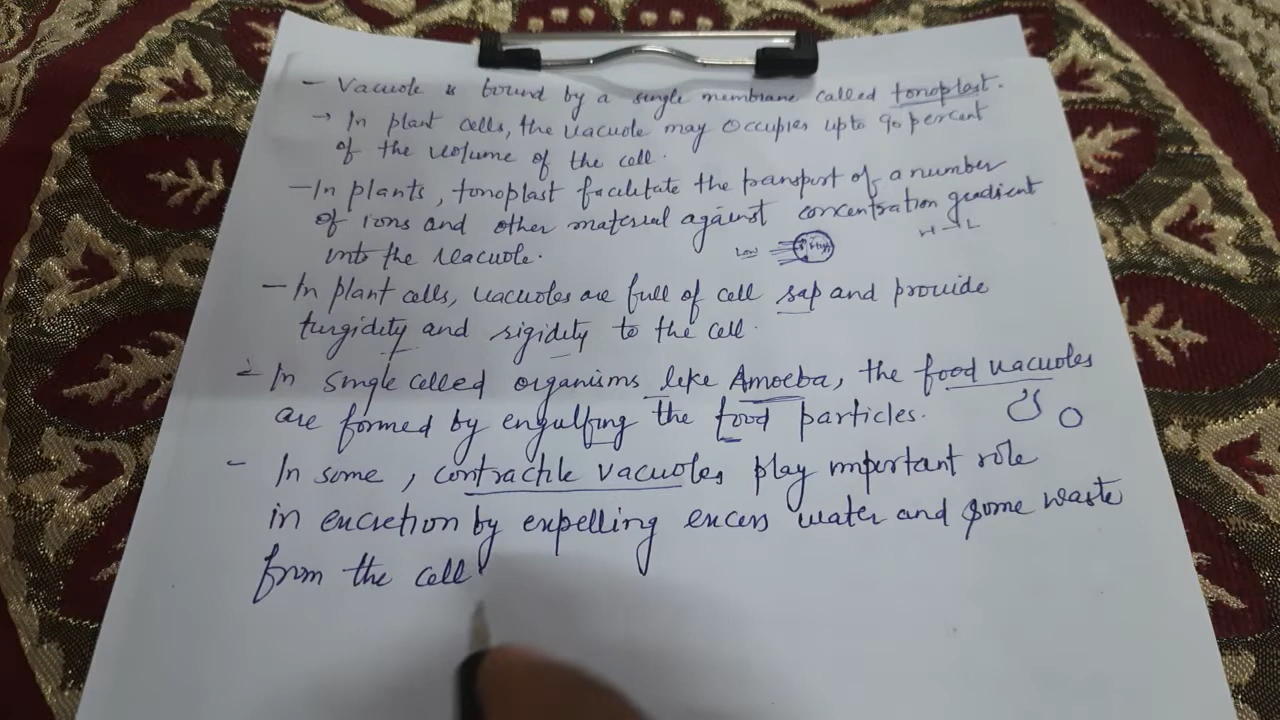 - Vacuole is bound by a single membrane called tonoplast.
→ In plant cells, the vacuole may occupies upto 90 percent
of the volume of the cell.
- In plants, tonoplast facilitate the transport of a number
of ions and other material against concentration gradient
H → L
into the vacuole. Low High
- In plant cells, vacuoles are full of cell sap and provide
turgidity and rigidity to the cell.
- In single celled organisms like Amoeba, the food vacuoles
are formed by engulfing the food particles.
- In some, contractile vacuoles play important role
in excretion by expelling excess water and some waste
from the cell